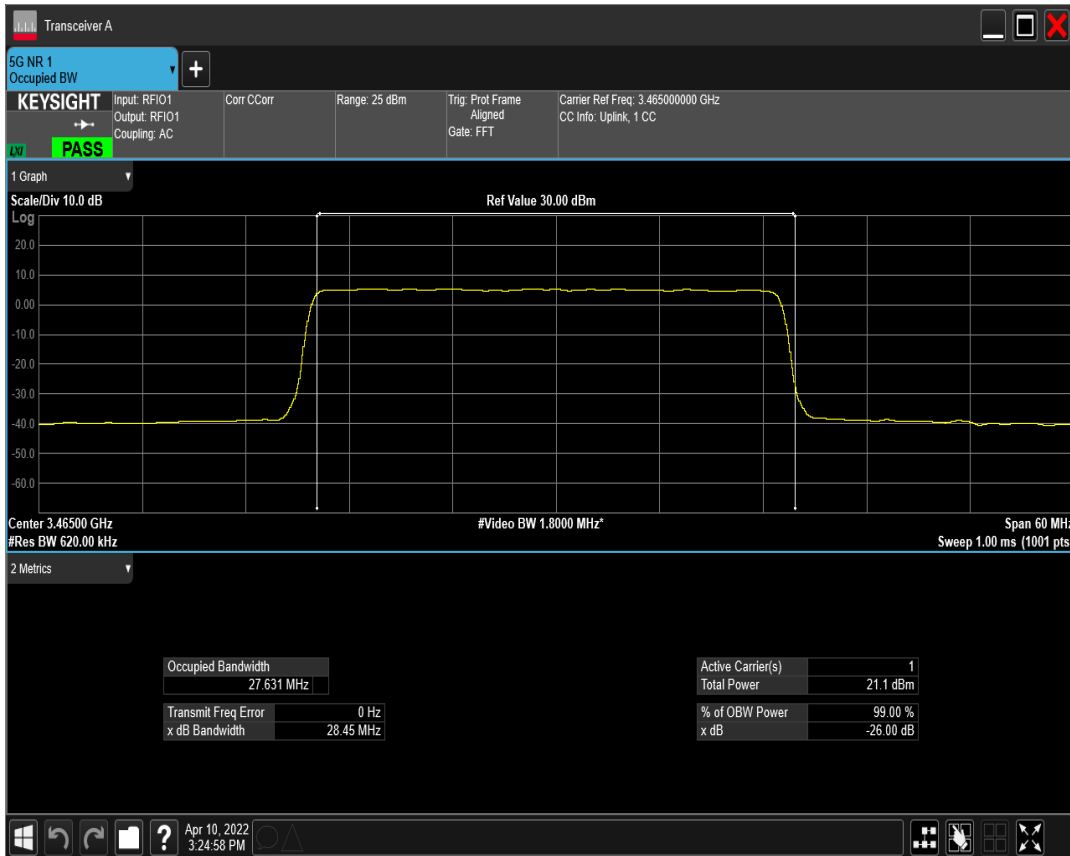 Transceiver A
5G NR 1
Occupied BW
KEYSIGHT
LXI
PASS
Input: RFIO1
Output: RFIO1
Coupling: AC
Corr CCorr
Range: 25 dBm
Trig: Prot Frame
Aligned
Gate: FFT
Carrier Ref Freq: 3.465000000 GHz
CC Info: Uplink, 1 CC
1 Graph
Scale/Div 10.0 dB
Ref Value 30.00 dBm
Log
20.0
10.0
0.00
-10.0
-20.0
-30.0
-40.0
-50.0
-60.0
Center 3.46500 GHz
#Video BW 1.8000 MHz*
Span 60 MHz
#Res BW 620.00 kHz
Sweep 1.00 ms (1001 pts
2 Metrics
Occupied Bandwidth
27.631 MHz
Transmit Freq Error 0 Hz
x dB Bandwidth 28.45 MHz
Active Carrier(s) 1
Total Power 21.1 dBm
% of OBW Power 99.00 %
x dB -26.00 dB
?
Apr 10, 2022
3:24:58 PM